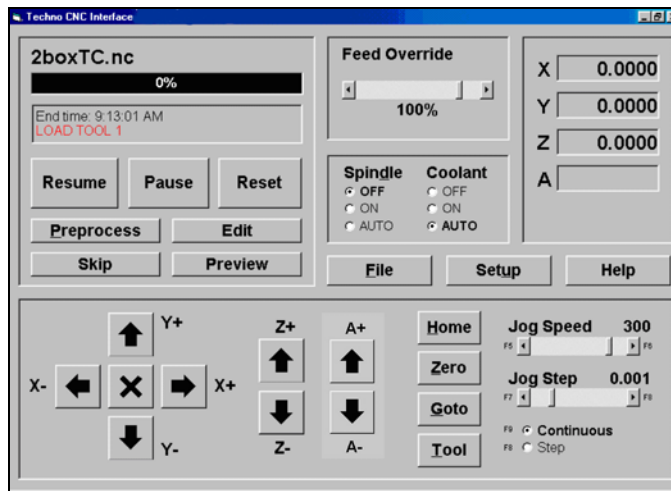 Techno CNC Interface
2boxTC.nc
0%
End time: 9:13:01 AM
LOAD TOOL 1
Resume
Pause
Reset
Preprocess
Edit
Skip
Preview
Feed Override
100%
Spindle
Coolant
OFF
OFF
ON
ON
AUTO
AUTO
X 0.0000
Y 0.0000
Z 0.0000
A
File
Setup
Help
Y+
X-
X+
Y-
Z+
Z-
A+
A-
Home
Zero
Goto
Tool
Jog Speed 300
F5 F6
Jog Step 0.001
F7 F8
F9 Continuous
F8 Step